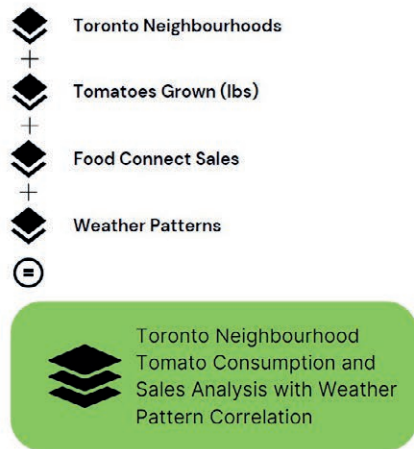 Toronto Neighbourhoods
+
Tomatoes Grown (lbs)
+
Food Connect Sales
+
Weather Patterns
=
Toronto Neighbourhood
Tomato Consumption and
Sales Analysis with Weather
Pattern Correlation